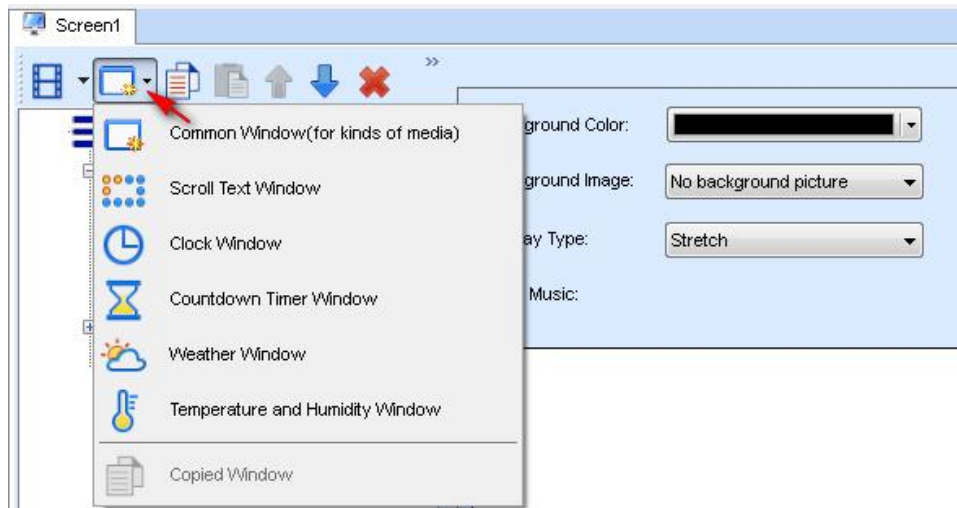 Screen1
»
Common Window(for kinds of media)
ground Color:
Scroll Text Window
ground Image:
No background picture
Clock Window
ay Type:
Stretch
Countdown Timer Window
Music:
Weather Window
Temperature and Humidity Window
Copied Window